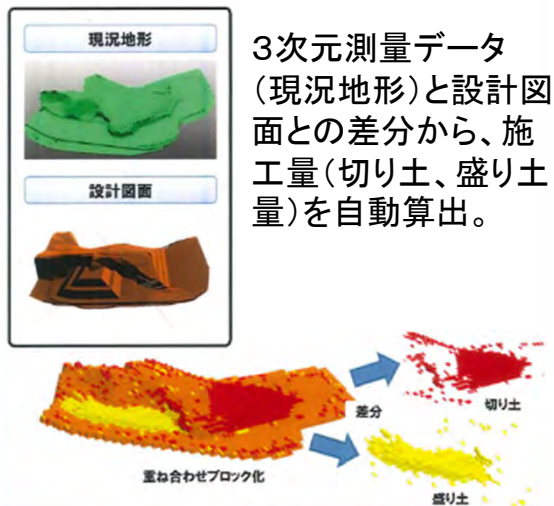 現況地形
設計図面
3次元測量データ
(現況地形)と設計図
面との差分から、施
工量(切り土、盛り土
量)を自動算出。
差分
切り土
重ね合わせブロック化
盛り土